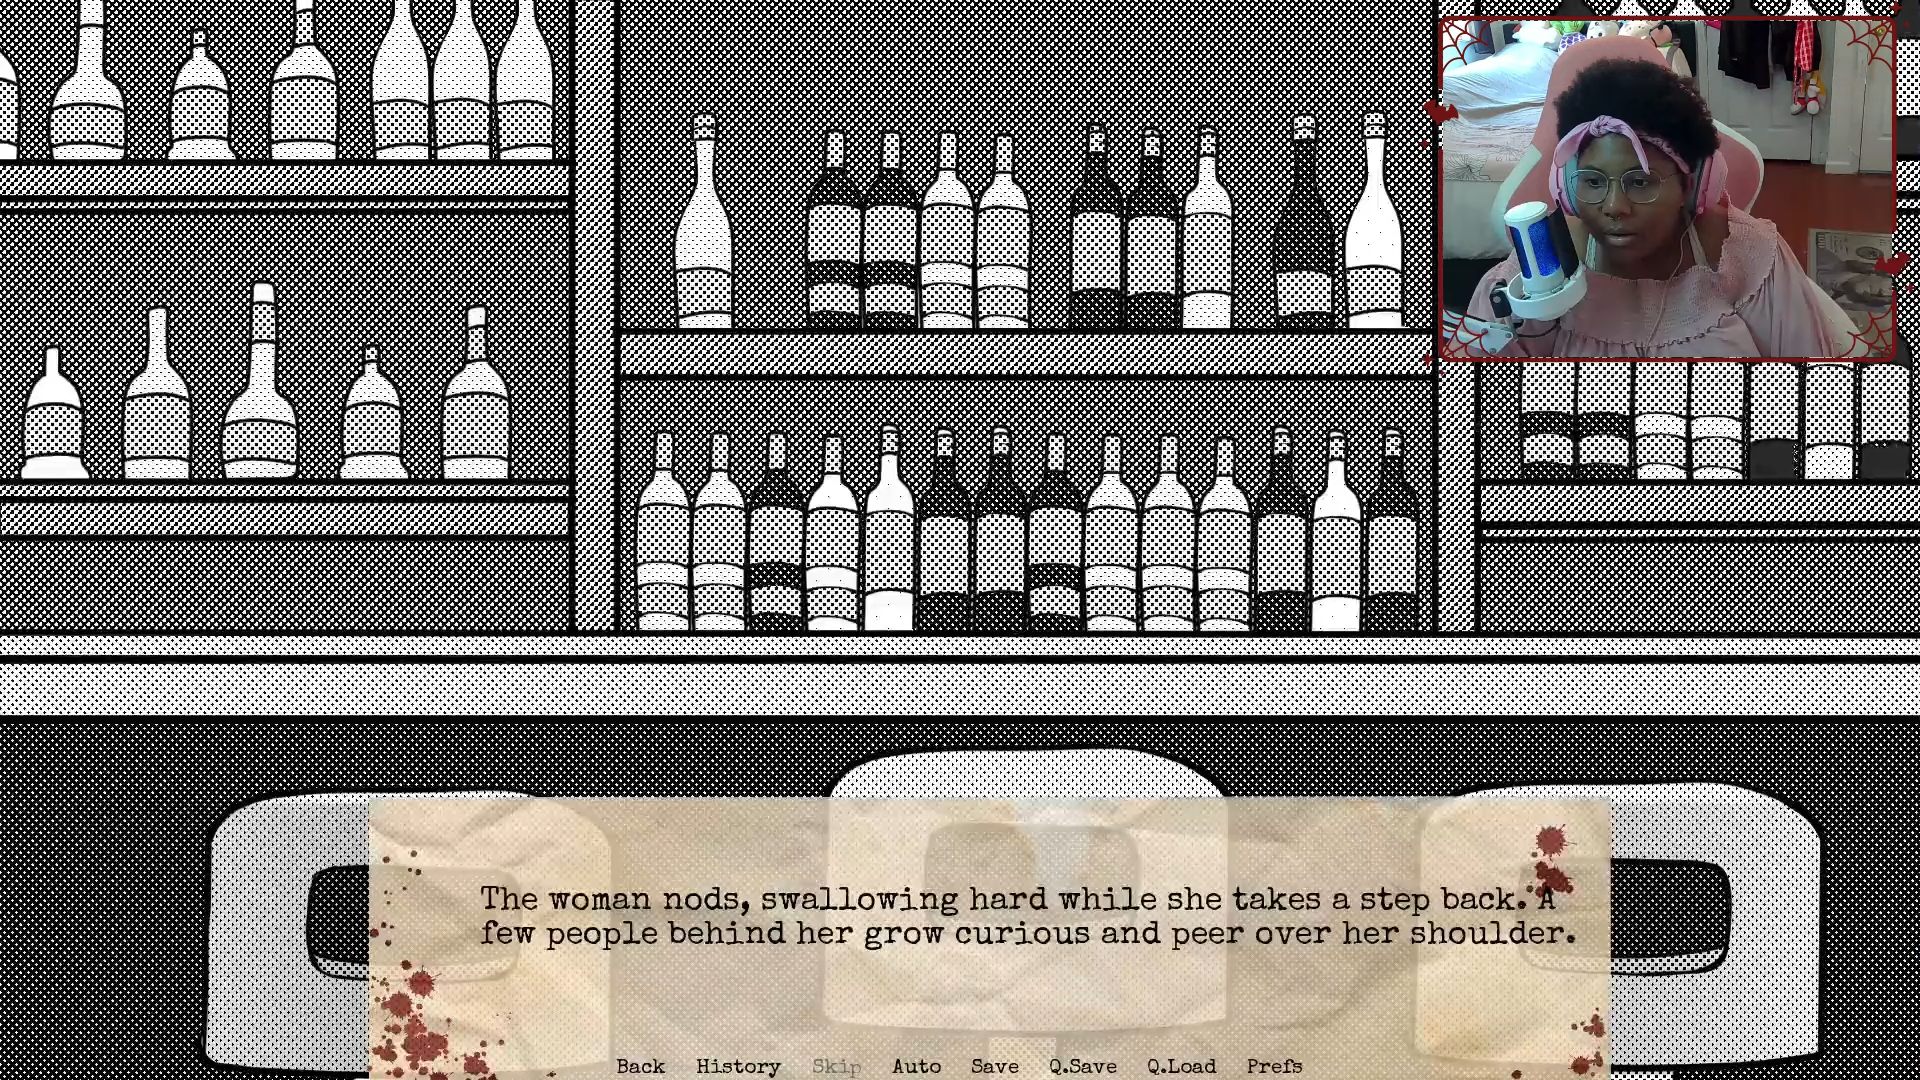 The woman nods, swallowing hard while she takes a step back. A
few people behind her grow curious and peer over her shoulder.
Back History Skip Auto Save Q.Save Q.Load Prefs